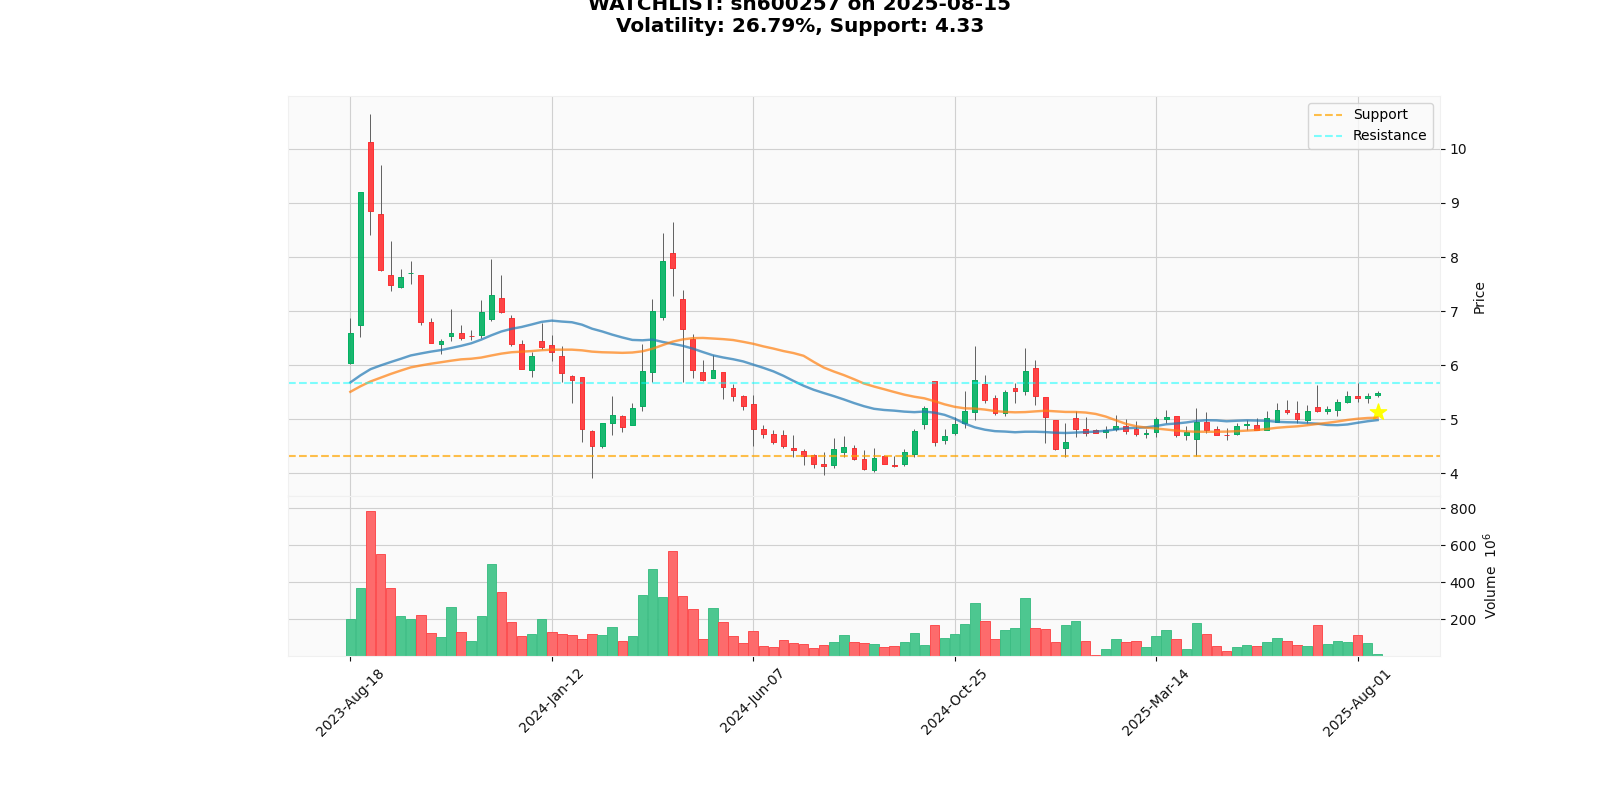 WATCHLIST: sh600257 on 2025-08-15
Volatility: 26.79%, Support: 4.33
Support
Resistance
10
9
8
7
6
5
4
Price
800
600
400
200
Volume 10⁶
2023-Aug-18
2024-Jan-12
2024-Jun-07
2024-Oct-25
2025-Mar-14
2025-Aug-01